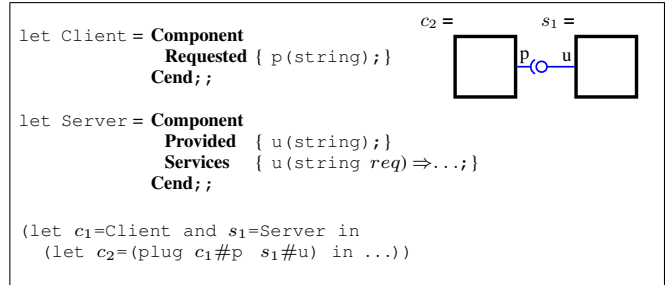 let Client = Component
Requested { p(string);}
Cend;;
c₂ =
s₁ =
p
u
let Server = Component
Provided { u(string);}
Services { u(string req)⇒...;}
Cend;;
(let c₁=Client and s₁=Server in
(let c₂=(plug c₁#p s₁#u) in ...))